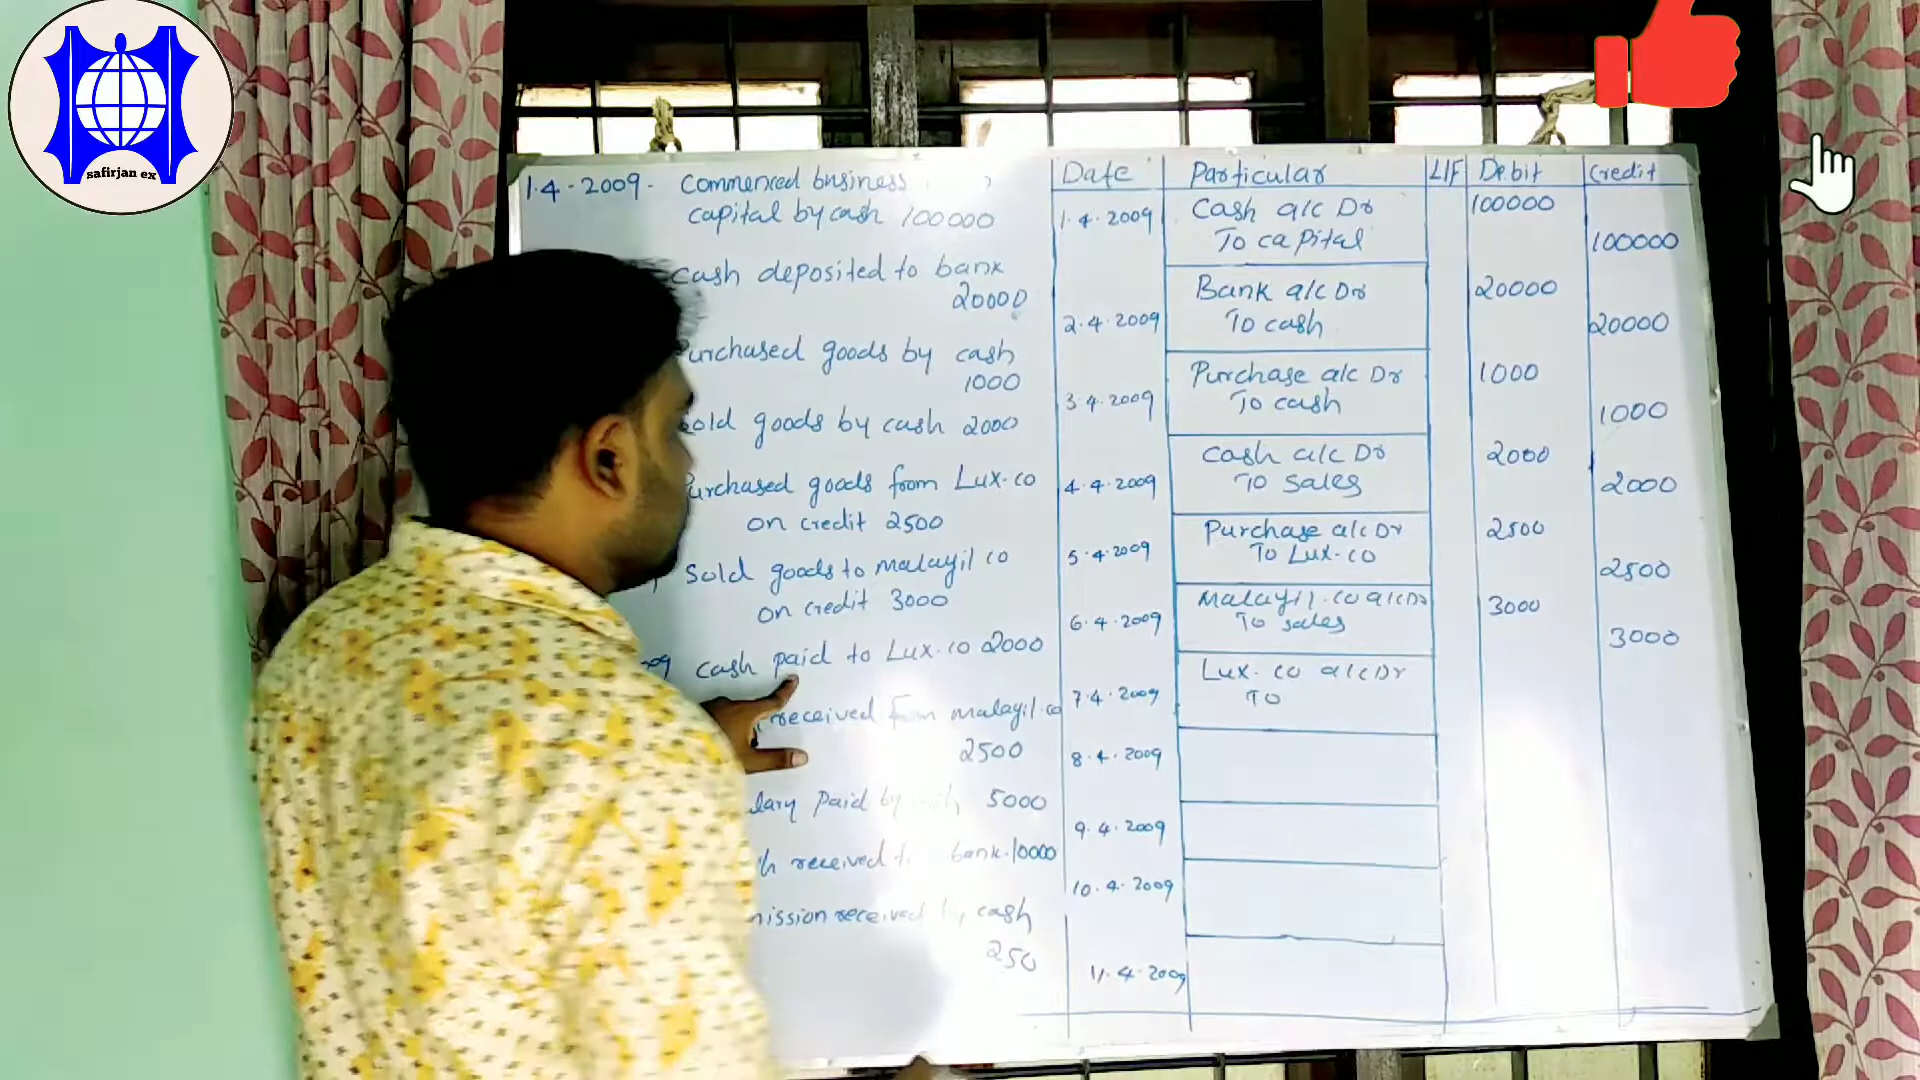 safirjan ex
1.4.2009. Commenced business
capital by cash 100000
cash deposited to bank
20000
Purchased goods by cash
1000
Sold goods by cash 2000
Purchased goods from Lux.co
on credit 2500
Sold goods to malayil co
on credit 3000
cash paid to Lux.co 2000
received from malayil.co
2500
Paid by 5000
received bank.10000
received by cash
250
Date Particular L/F Debit Credit
1.4.2009 Cash a/c Dr 100000
To capital 100000
Bank a/c Dr 20000
2.4.2009 To cash 20000
Purchase a/c Dr 1000
3.4.2009 To cash 1000
Cash a/c Dr 2000
4.4.2009 To Sales 2000
Purchase a/c Dr 2500
5.4.2009 To Lux.co 2500
Malayil.co a/c Dr 3000
6.4.2009 To sales 3000
Lux.co a/c Dr
7.4.2009 To
8.4.2009
9.4.2009
10.4.2009
11.4.2009